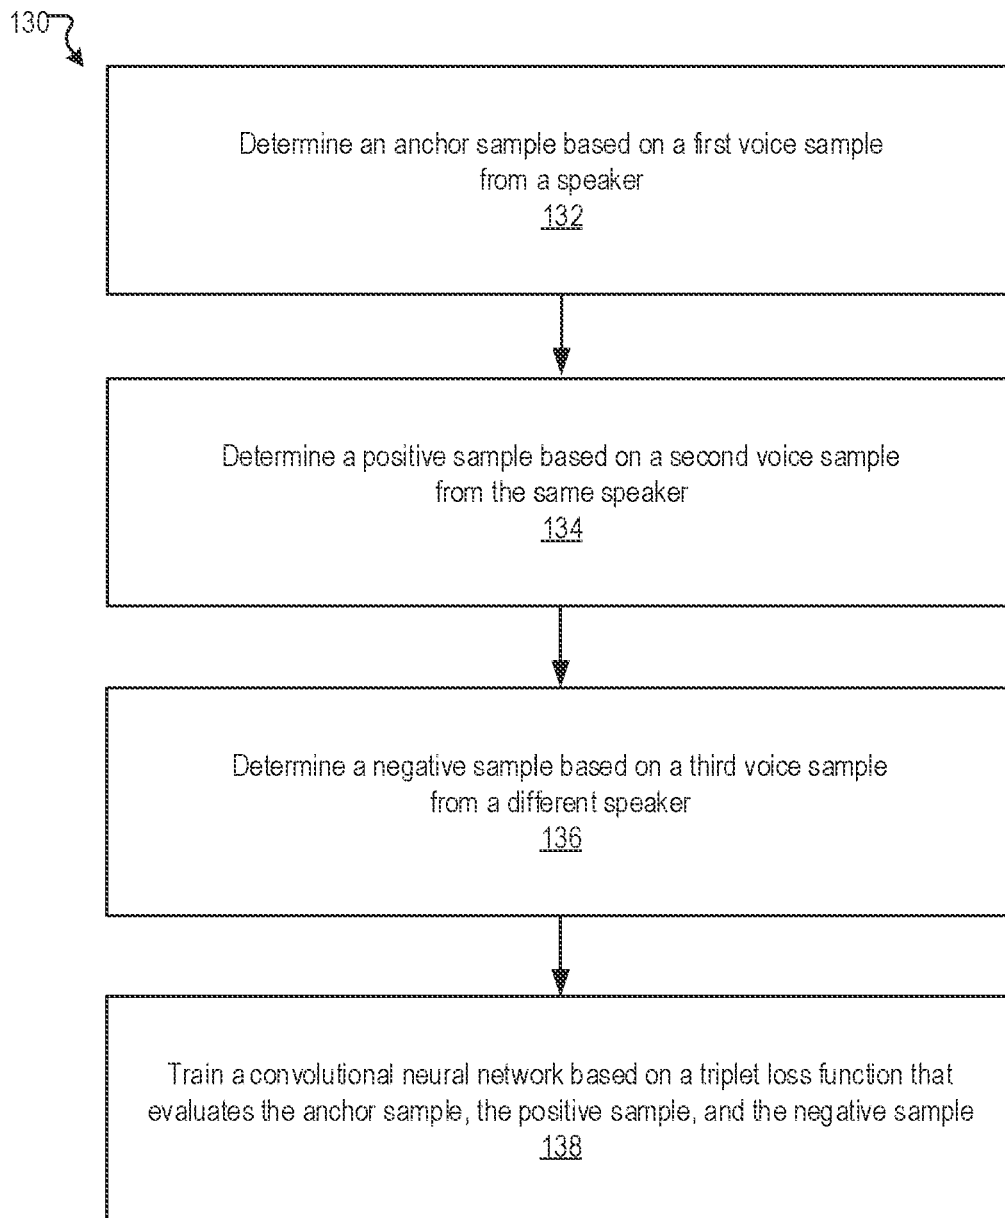 130
Determine an anchor sample based on a first voice sample
from a speaker
132
Determine a positive sample based on a second voice sample
from the same speaker
134
Determine a negative sample based on a third voice sample
from a different speaker
136
Train a convolutional neural network based on a triplet loss function that
evaluates the anchor sample, the positive sample, and the negative sample
138